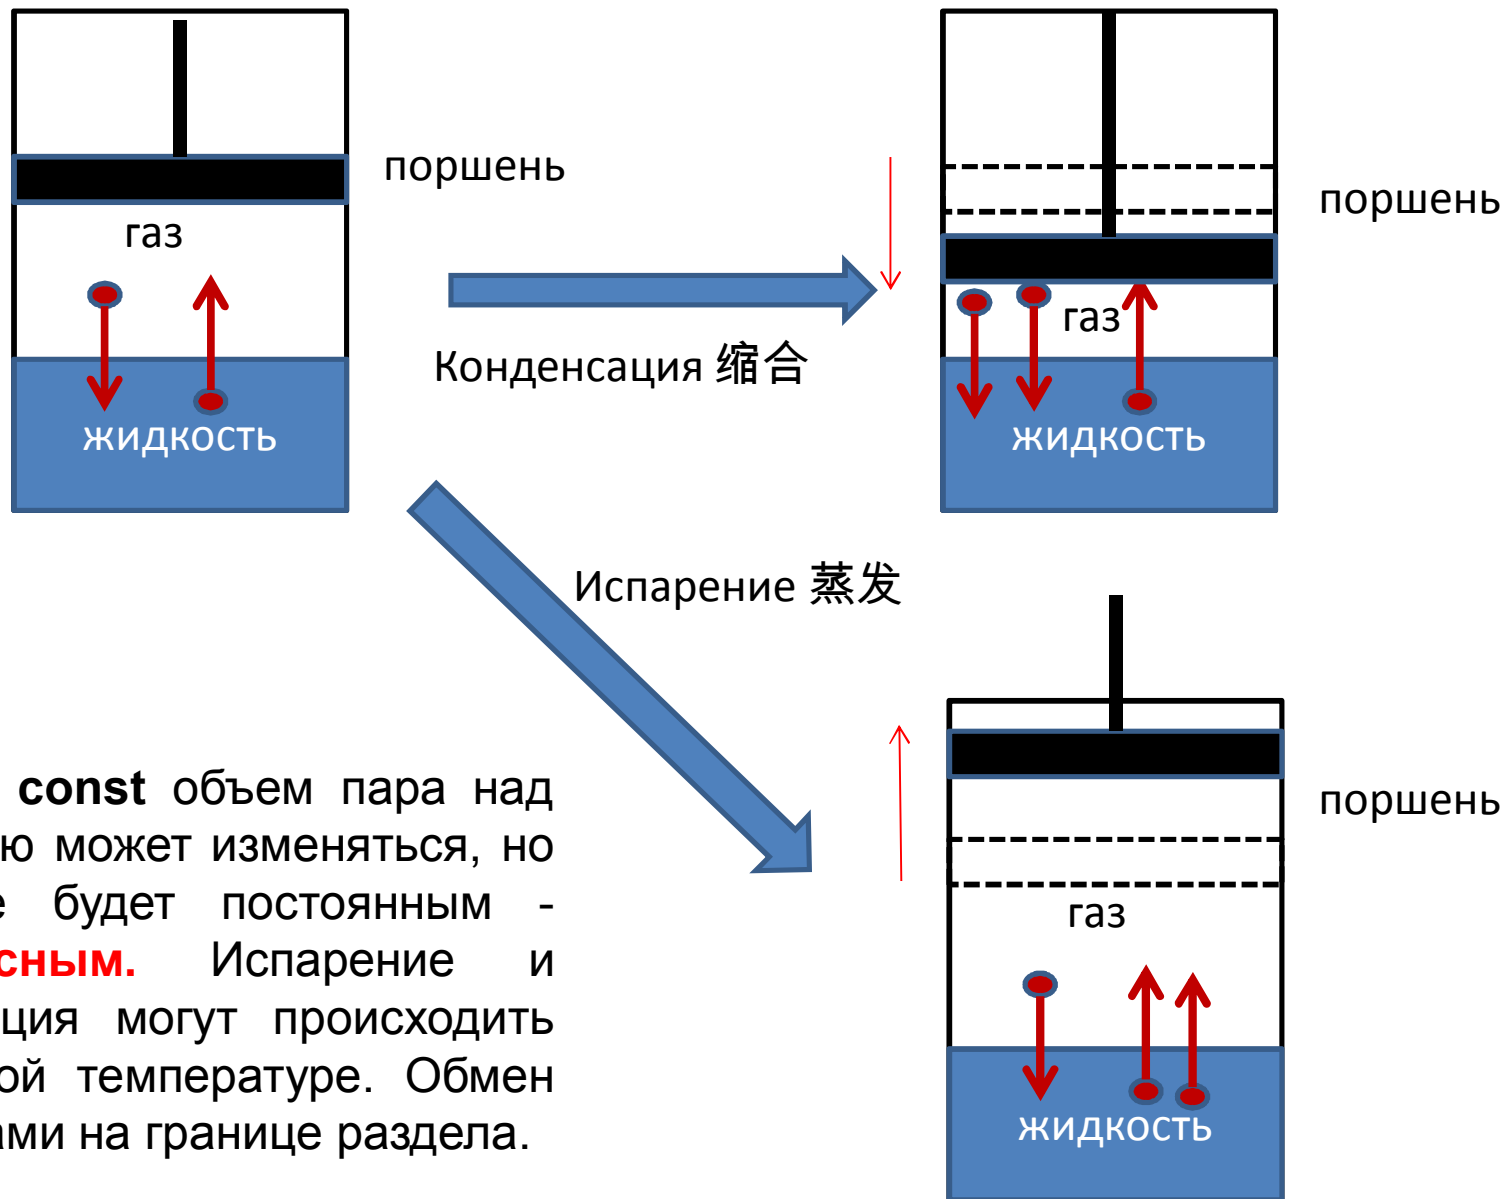 поршень
газ
жидкость
Конденсация 缩合
поршень
газ
жидкость
Испарение 蒸发
поршень
газ
жидкость
const объем пара над
ю может изменяться, но
е будет постоянным -
сным. Испарение и
ция могут происходить
ой температуре. Обмен
ами на границе раздела.